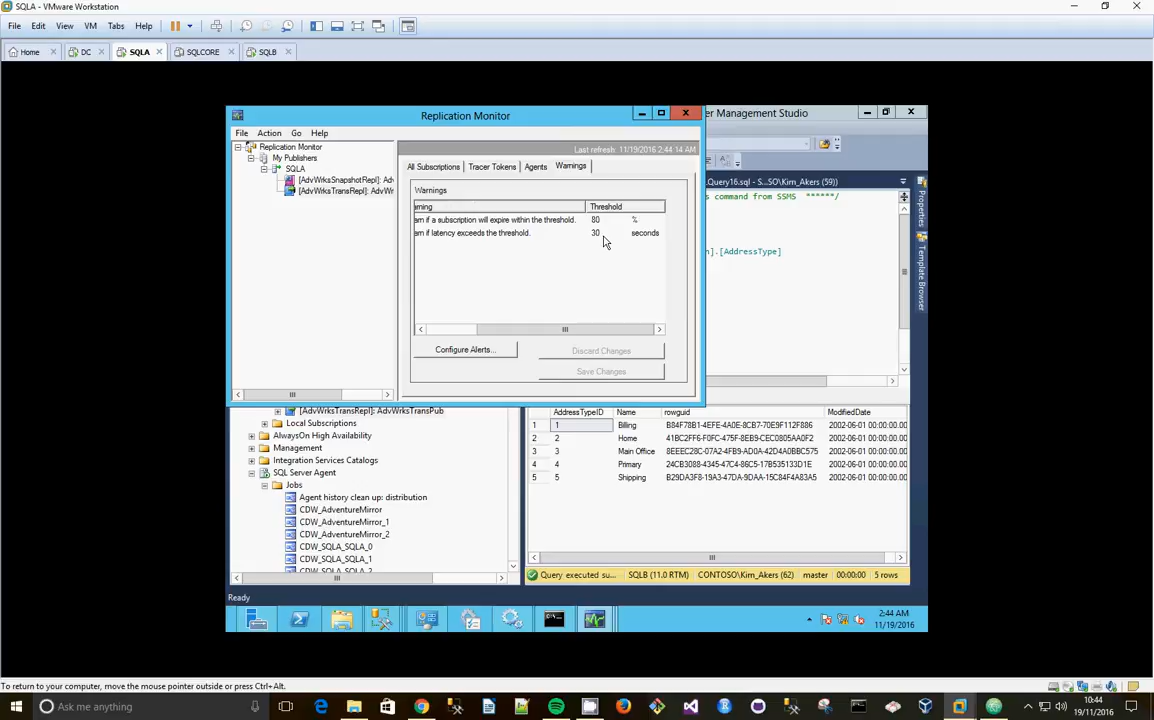 SQLA - VMware Workstation
File Edit View VM Tabs Help
Home DC SQLA SQLCORE SQLB
Replication Monitor
er Management Studio
File Action Go Help
Replication Monitor
My Publishers
SQLA
[AdvWrksSnapshotRepl]: Ad
[AdvWrksTransRepl]: AdvWr
Last refresh 11/19/2016 2:44:14 AM
All Subscriptions Tracer Tokens Agents Warnings
Warnings
arning Threshold
arn if a subscription will expire within the threshold. 80 %
arn if latency exceeds the threshold. 30 seconds
Configure Alerts... Discard Changes
Save Changes
.Query16.sql - S...SO\Kim_Akers (59))
s command from SSMS ******/
n].[AddressType]
Properties
Template Browser
[AdvWrksTransRepl]: AdvWrksTransPub
Local Subscriptions
AlwaysOn High Availability
Management
Integration Services Catalogs
SQL Server Agent
Jobs
Agent history clean up: distribution
CDW_AdventureMirror
CDW_AdventureMirror_1
CDW_AdventureMirror_2
CDW_SQLA_SQLA_0
CDW_SQLA_SQLA_1
CDW_SQLA_SQLA_2
AddressTypeID Name rowguid ModifiedDate
1 1 Billing B84F78B1-4EFE-4A0E-8CB7-70E9F112F886 2002-06-01 00:00:00.00
2 2 Home 41BC2FF6-F0FC-475F-8EB9-CEC0805AA0F2 2002-06-01 00:00:00.00
3 3 Main Office 8EEEC28C-07A2-4FB9-AD0A-42D4A0BBC575 2002-06-01 00:00:00.00
4 4 Primary 24CB3088-4345-47C4-86C5-17B535133D1E 2002-06-01 00:00:00.00
5 5 Shipping B29DA3F8-19A3-47DA-9DAA-15C84F4A83A5 2002-06-01 00:00:00.00
Query executed su... SQLB (11.0 RTM) CONTOSO\Kim_Akers (62) master 00:00:00 5 rows
Ready
2:44 AM
11/19/2016
To return to your computer, move the mouse pointer outside or press Ctrl+Alt.
Ask me anything
10:44
19/11/2016